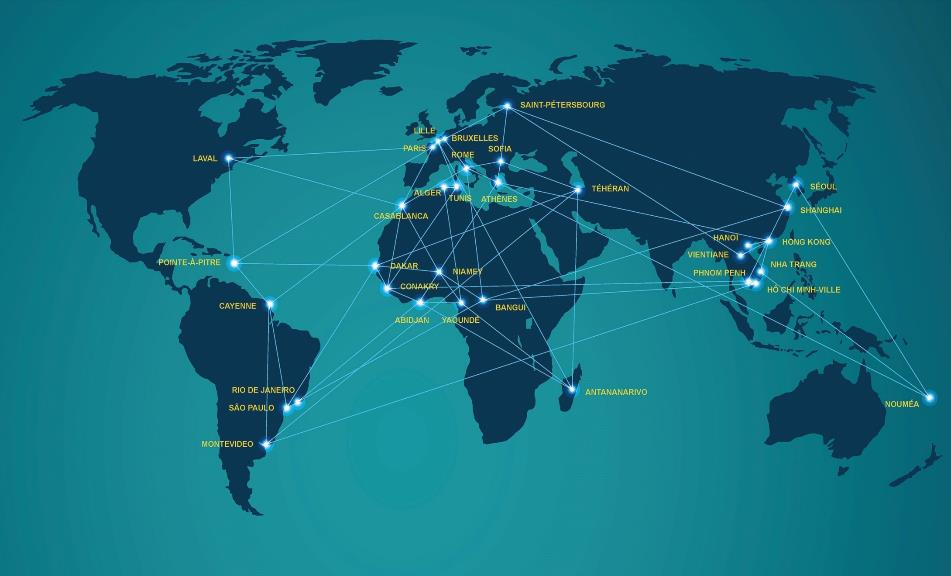 SAINT-PÉTERSBOURG
LILLE
BRUXELLES
PARIS
SOFIA
ROME
LAVAL
ALGER
TUNIS
ATHÈNES
TÉHÉRAN
SÉOUL
CASABLANCA
SHANGHAI
HANOÏ
HONG KONG
VIENTIANE
POINTE-À-PITRE
DAKAR
NIAMEY
NHA TRANG
PHNOM PENH
CONAKRY
HÔ CHI MINH-VILLE
CAYENNE
BANGUI
ABIDJAN
YAOUNDÉ
RIO DE JANEIRO
ANTANANARIVO
SÃO PAULO
NOUMÉA
MONTEVIDEO